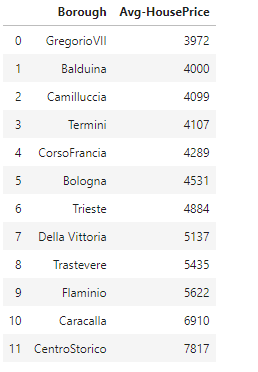 Borough Avg-HousePrice
0 GregorioVII 3972
1 Balduina 4000
2 Camilluccia 4099
3 Termini 4107
4 CorsoFrancia 4289
5 Bologna 4531
6 Trieste 4884
7 Della Vittoria 5137
8 Trastevere 5435
9 Flaminio 5622
10 Caracalla 6910
11 CentroStorico 7817